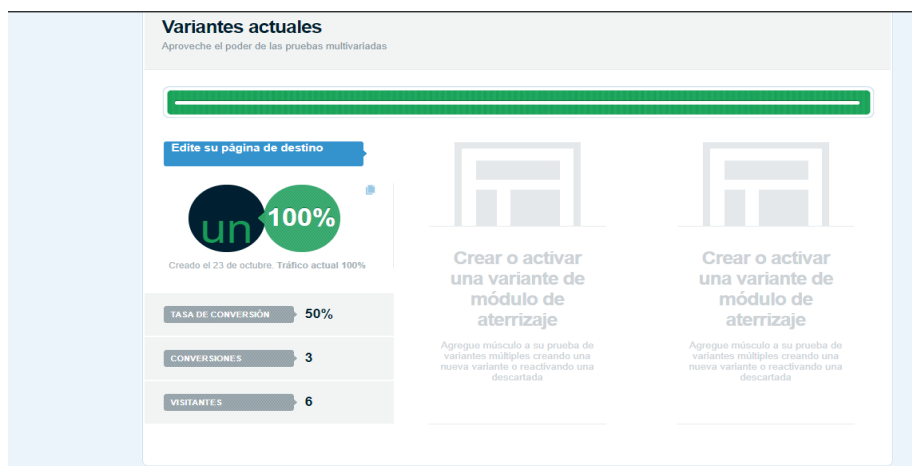 Variantes actuales
Aproveche el poder de las pruebas multivariadas
Edite su página de destino
un
100%
Creado el 23 de octubre. Tráfico actual 100%
TASA DE CONVERSIÓN 50%
CONVERSIONES 3
VISITANTES 6
Crear o activar
una variante de
módulo de
aterrizaje
Agregue músculo a su prueba de
variantes múltiples creando una
nueva variante o reactivando una
descartada
Crear o activar
una variante de
módulo de
aterrizaje
Agregue músculo a su prueba de
variantes múltiples creando una
nueva variante o reactivando una
descartada